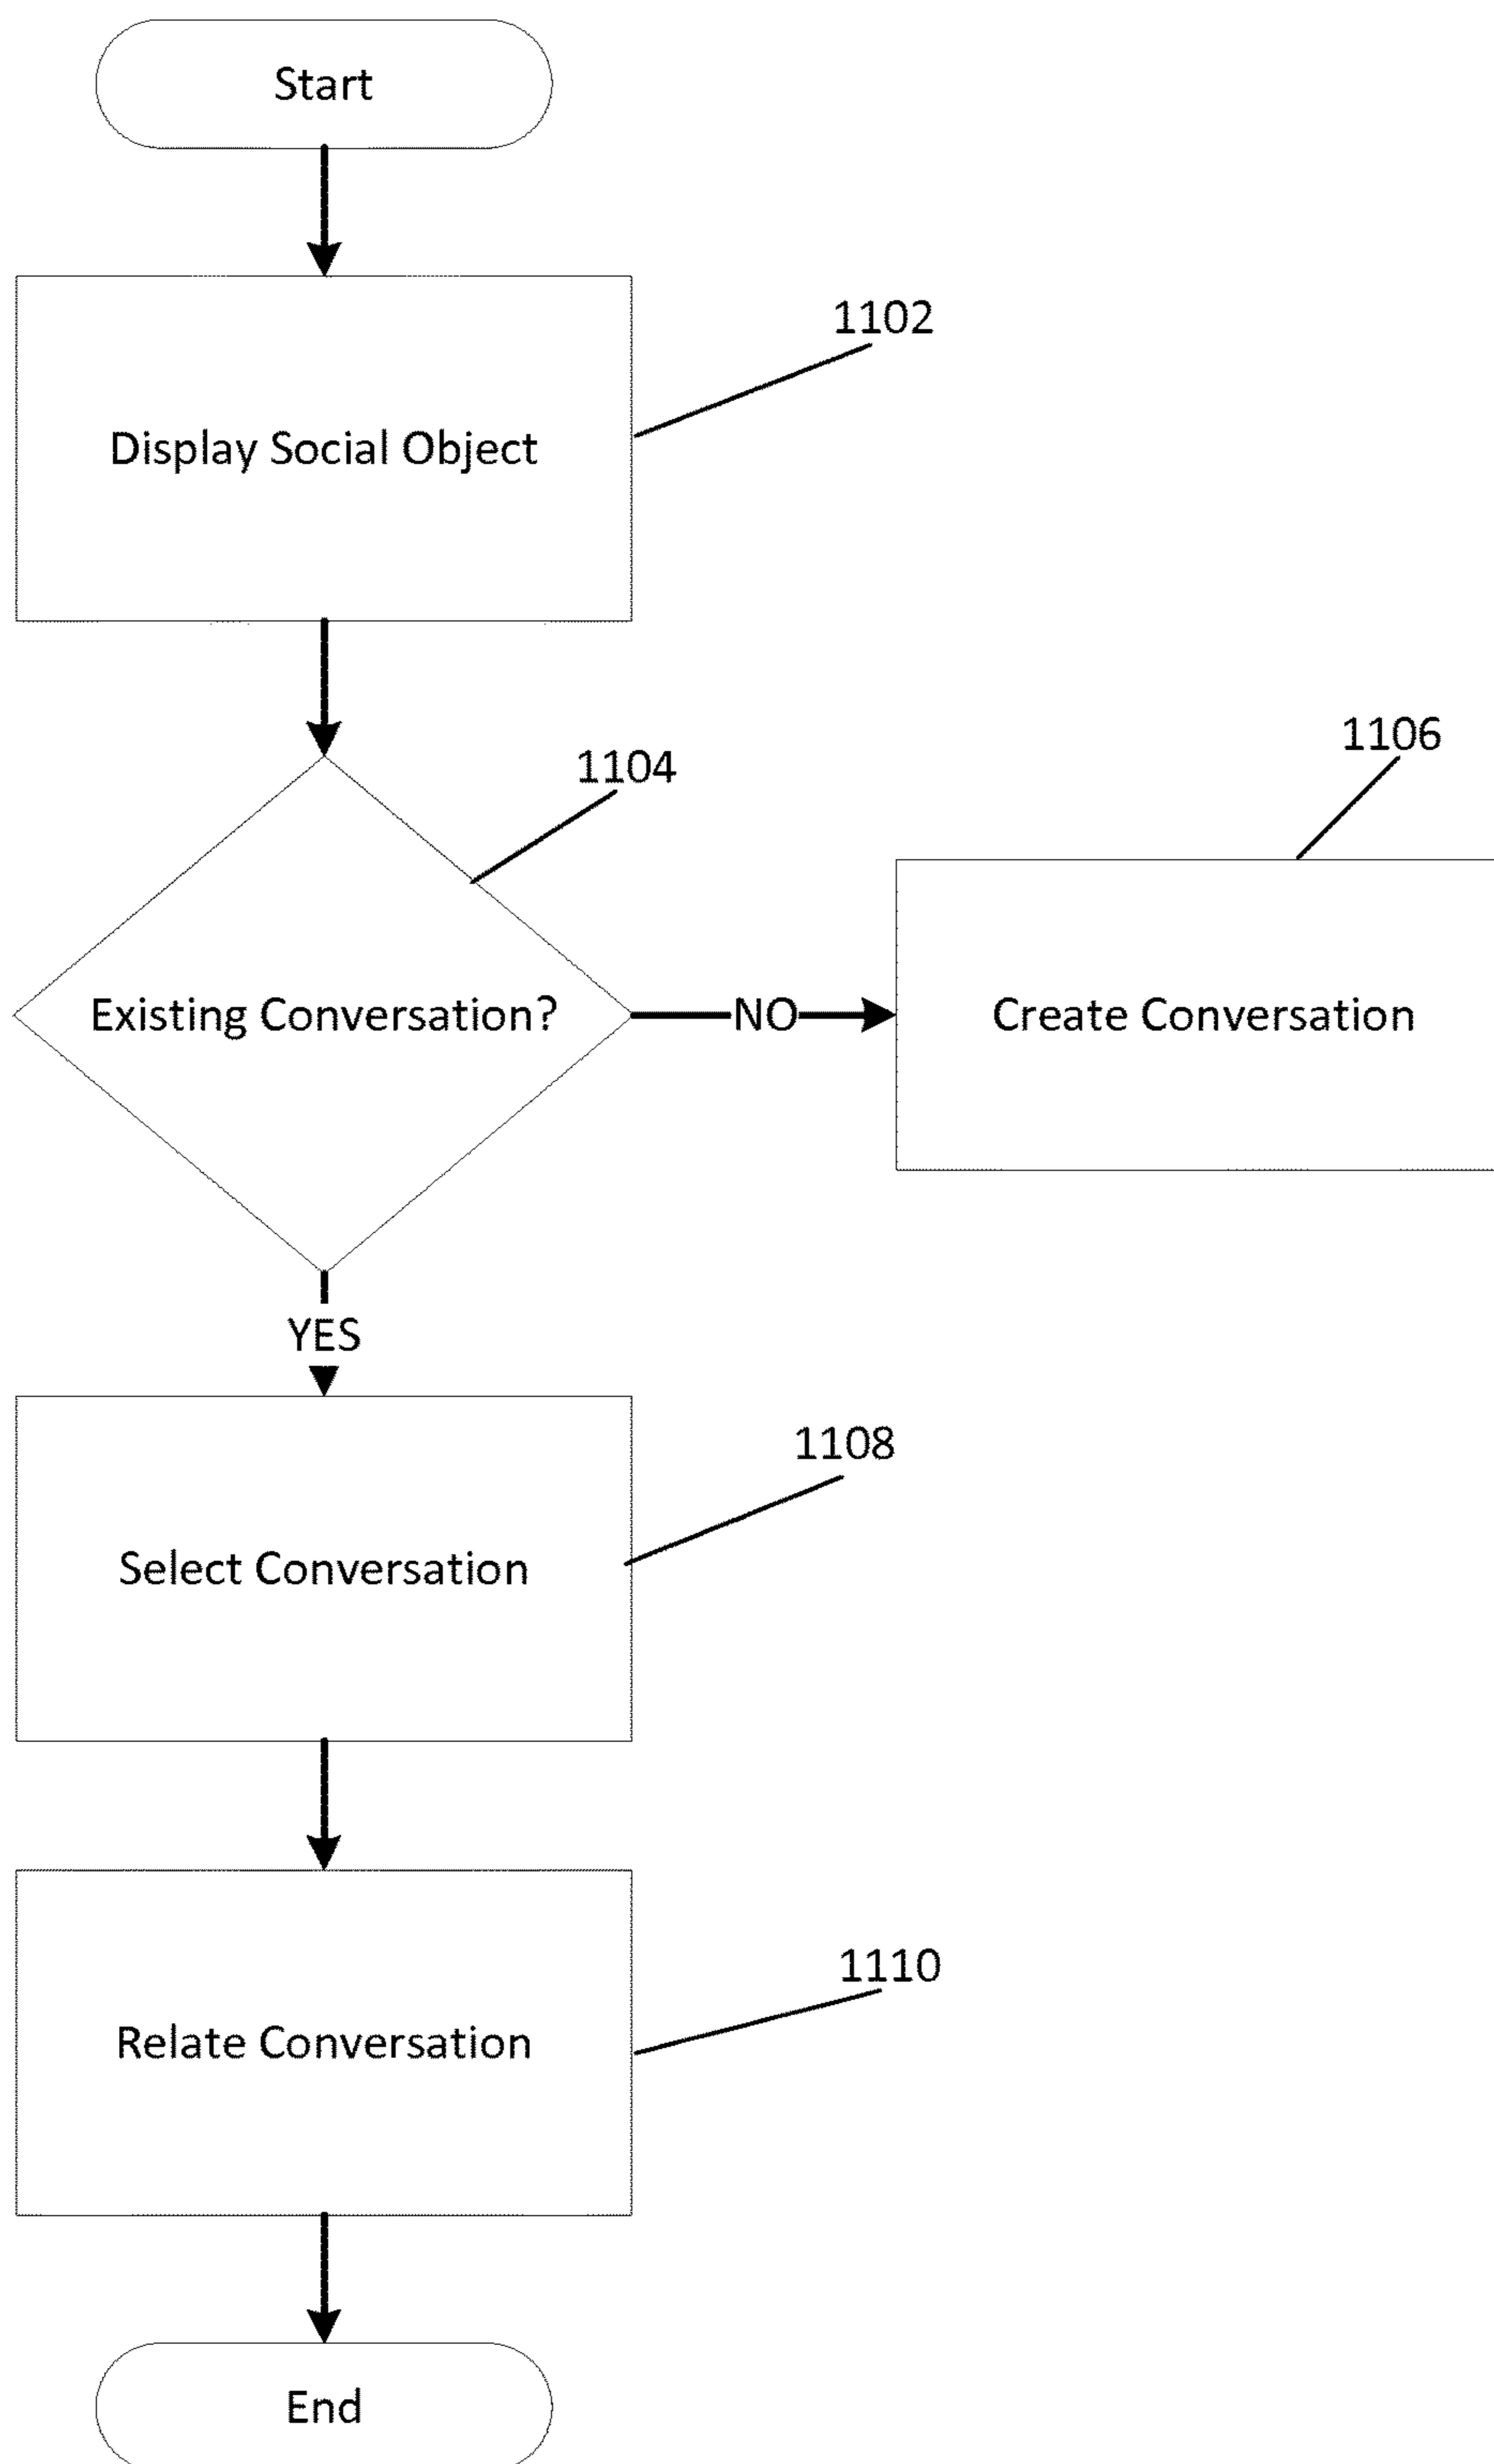 Start
1102
Display Social Object
1104
1106
Existing Conversation?
NO
Create Conversation
YES
1108
Select Conversation
1110
Relate Conversation
End